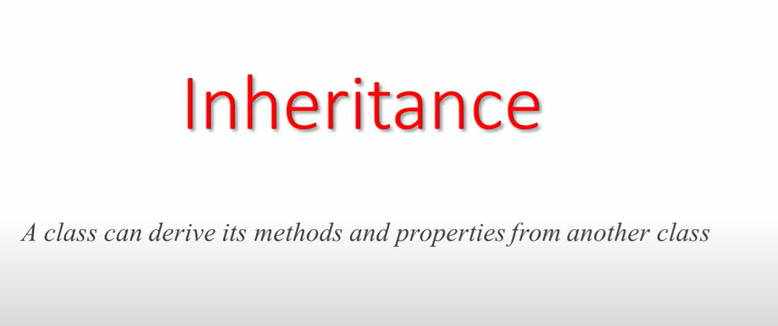 Inheritance
A class can derive its methods and properties from another class